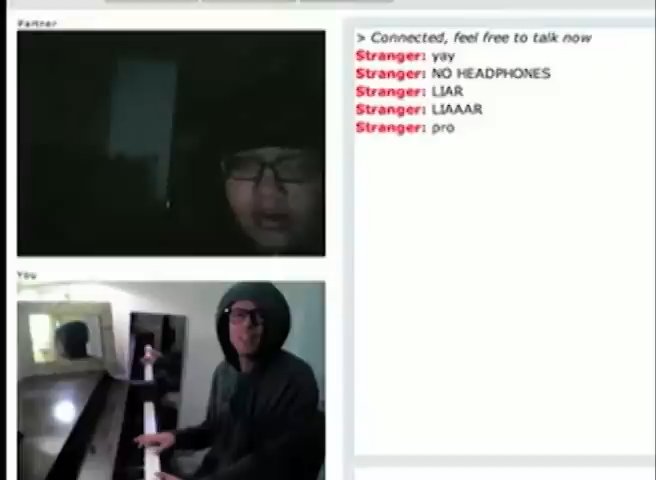 Partner
> Connected, feel free to talk now
Stranger: yay
Stranger: NO HEADPHONES
Stranger: LIAR
Stranger: LIAAAR
Stranger: pro
You